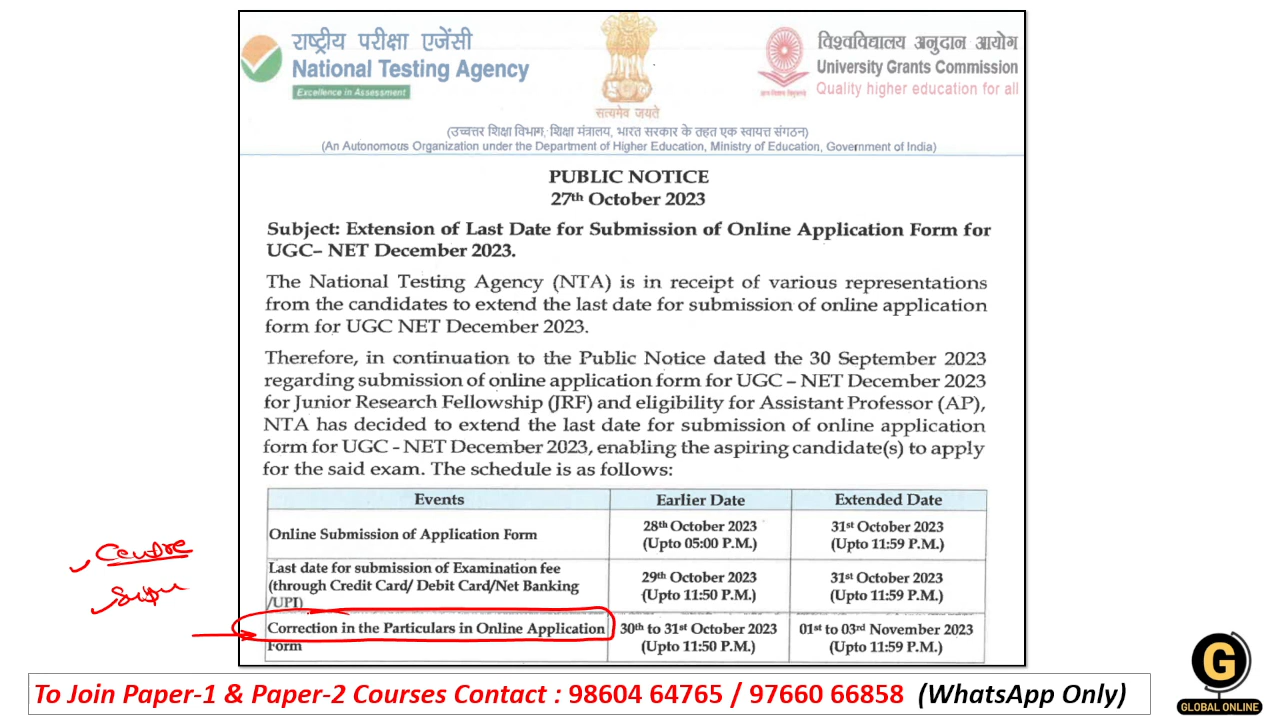 राष्ट्रीय परीक्षा एजेंसी
National Testing Agency
Excellence in Assessment
सत्यमेव जयते
विश्वविद्यालय अनुदान आयोग
University Grants Commission
Quality higher education for all
(उच्चत्तर शिक्षा विभाग, शिक्षा मंत्रालय, भारत सरकार के तहत एक स्वायत्त संगठन)
(An Autonomous Organization under the Department of Higher Education, Ministry of Education, Government of India)
PUBLIC NOTICE
27th October 2023
Subject: Extension of Last Date for Submission of Online Application Form for
UGC– NET December 2023.
The National Testing Agency (NTA) is in receipt of various representations
from the candidates to extend the last date for submission of online application
form for UGC NET December 2023.
Therefore, in continuation to the Public Notice dated the 30 September 2023
regarding submission of online application form for UGC – NET December 2023
for Junior Research Fellowship (JRF) and eligibility for Assistant Professor (AP),
NTA has decided to extend the last date for submission of online application
form for UGC - NET December 2023, enabling the aspiring candidate(s) to apply
for the said exam. The schedule is as follows:
Events Earlier Date Extended Date
Online Submission of Application Form 28th October 2023 (Upto 05:00 P.M.) 31st October 2023 (Upto 11:59 P.M.)
Last date for submission of Examination fee
(through Credit Card/ Debit Card/Net Banking
/UPI) 29th October 2023 (Upto 11:50 P.M.) 31st October 2023 (Upto 11:59 P.M.)
Correction in the Particulars in Online Application
Form 30th to 31st October 2023 (Upto 11:50 P.M.) 01st to 03rd November 2023 (Upto 11:59 P.M.)
Centre
To Join Paper-1 & Paper-2 Courses Contact : 98604 64765 / 97660 66858 (WhatsApp Only)
G
GLOBAL ONLINE